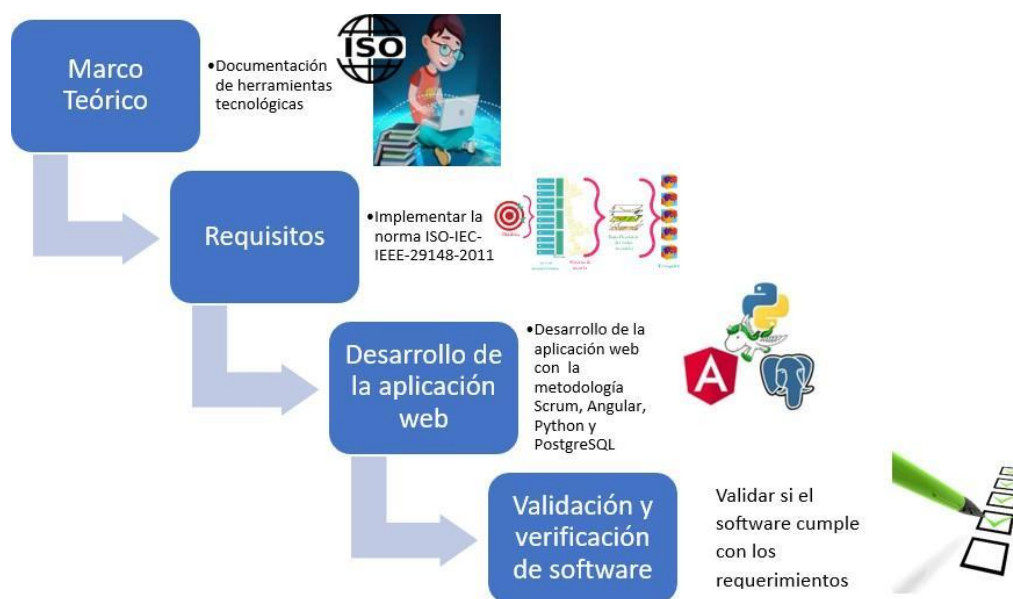 Marco
Teórico
•Documentación
de herramientas
tecnológicas
ISO
Requisitos
•Implementar la
norma ISO-IEC-
IEEE-29148-2011
Desarrollo de
la aplicación
web
•Desarrollo de la
aplicación web
con la
metodología
Scrum, Angular,
Python y
PostgreSQL
A
Validación y
verificación
de software
Validar si el
software cumple
con los
requerimientos